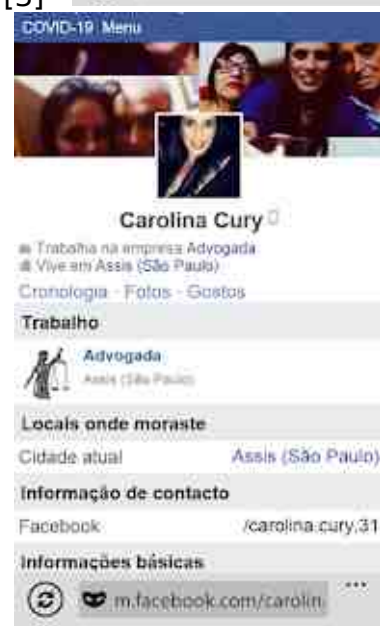 [5]
COVID-19 Menu
Carolina Cury
Trabalha na empresa Advogada
Vive em Assis (São Paulo)
Cronologia · Fotos · Gostos
Trabalho
Advogada
Assis (São Paulo)
Locais onde moraste
Cidade atual Assis (São Paulo)
Informação de contacto
Facebook /carolina.cury.31
Informações básicas
m.facebook.com/carolin
...